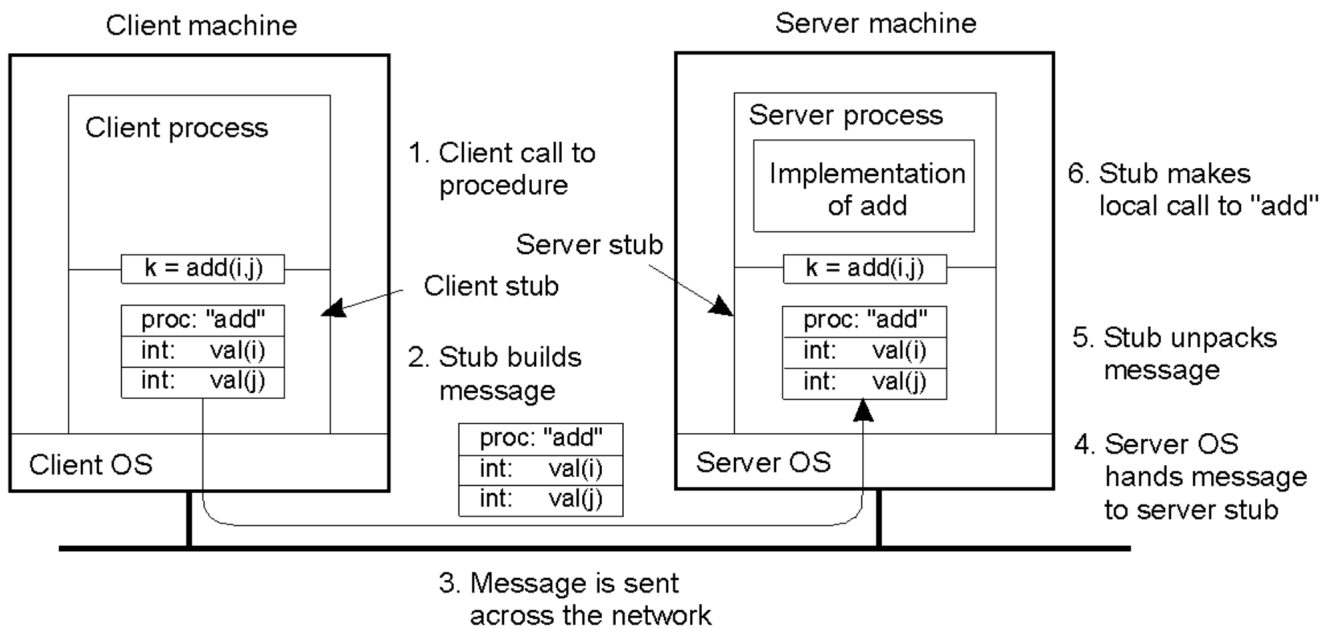 Client machine
Server machine
Client process
1. Client call to
procedure
k = add(i,j)
Client stub
proc: "add"
int: val(i)
int: val(j)
2. Stub builds
message
proc: "add"
int: val(i)
int: val(j)
Client OS
3. Message is sent
across the network
Server process
Implementation
of add
Server stub
k = add(i,j)
proc: "add"
int: val(i)
int: val(j)
Server OS
6. Stub makes
local call to "add"
5. Stub unpacks
message
4. Server OS
hands message
to server stub